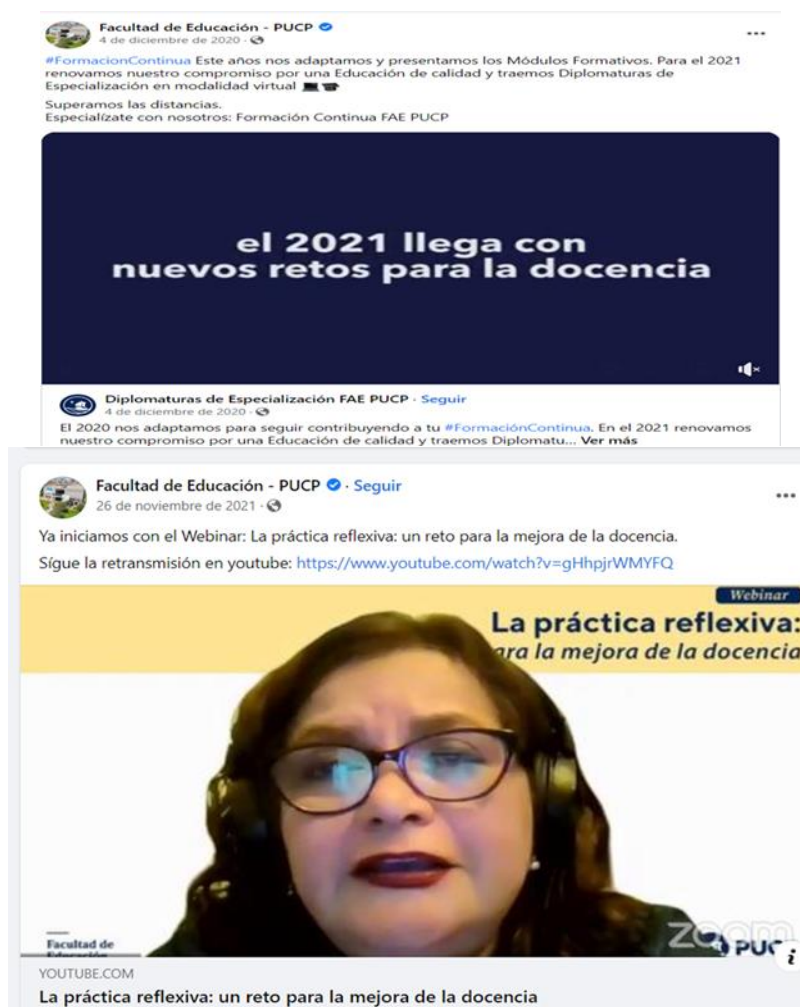 Facultad de Educación - PUCP
4 de diciembre de 2020 ·
#FormacionContinua Este años nos adaptamos y presentamos los Módulos Formativos. Para el 2021
renovamos nuestro compromiso por una Educación de calidad y traemos Diplomaturas de
Especialización en modalidad virtual
Superamos las distancias.
Especialízate con nosotros: Formación Continua FAE PUCP
el 2021 llega con
nuevos retos para la docencia
Diplomaturas de Especialización FAE PUCP · Seguir
4 de diciembre de 2020 ·
El 2020 nos adaptamos para seguir contribuyendo a tu #FormaciónContinua. En el 2021 renovamos
nuestro compromiso por una Educación de calidad y traemos Diplomatu... Ver más
Facultad de Educación - PUCP · Seguir
26 de noviembre de 2021 ·
Ya iniciamos con el Webinar: La práctica reflexiva: un reto para la mejora de la docencia.
Sígue la retransmisión en youtube: https://www.youtube.com/watch?v=gHhpjrWMYFQ
Webinar
La práctica reflexiva:
ara la mejora de la docencia
Facultad de
Educación
zoom
PUC
YOUTUBE.COM
La práctica reflexiva: un reto para la mejora de la docencia